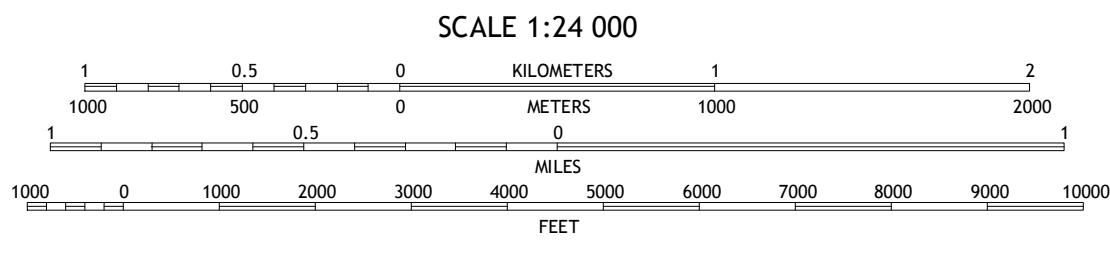 SCALE 1:24 000
1 0.5 0 KILOMETERS 1 2
1000 500 0 METERS 1000 2000
1 0.5 0 1
MILES
1000 0 1000 2000 3000 4000 5000 6000 7000 8000 9000 10000
FEET